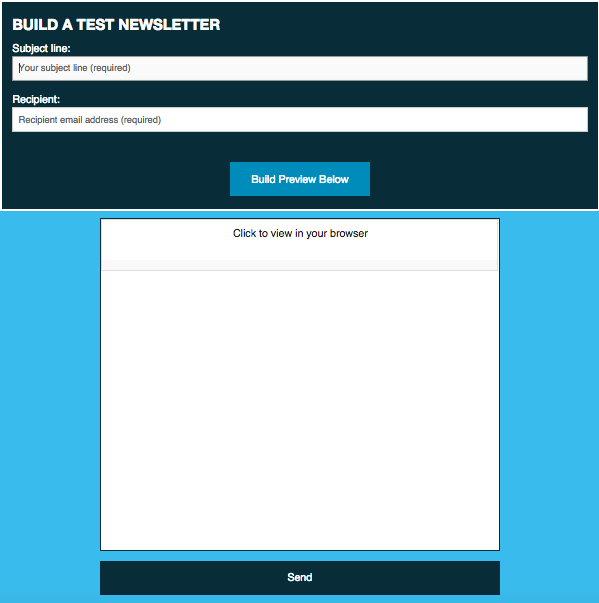 BUILD A TEST NEWSLETTER
Subject line:
Your subject line (required)
Recipient:
Recipient email address (required)
Build Preview Below
Click to view in your browser
Send